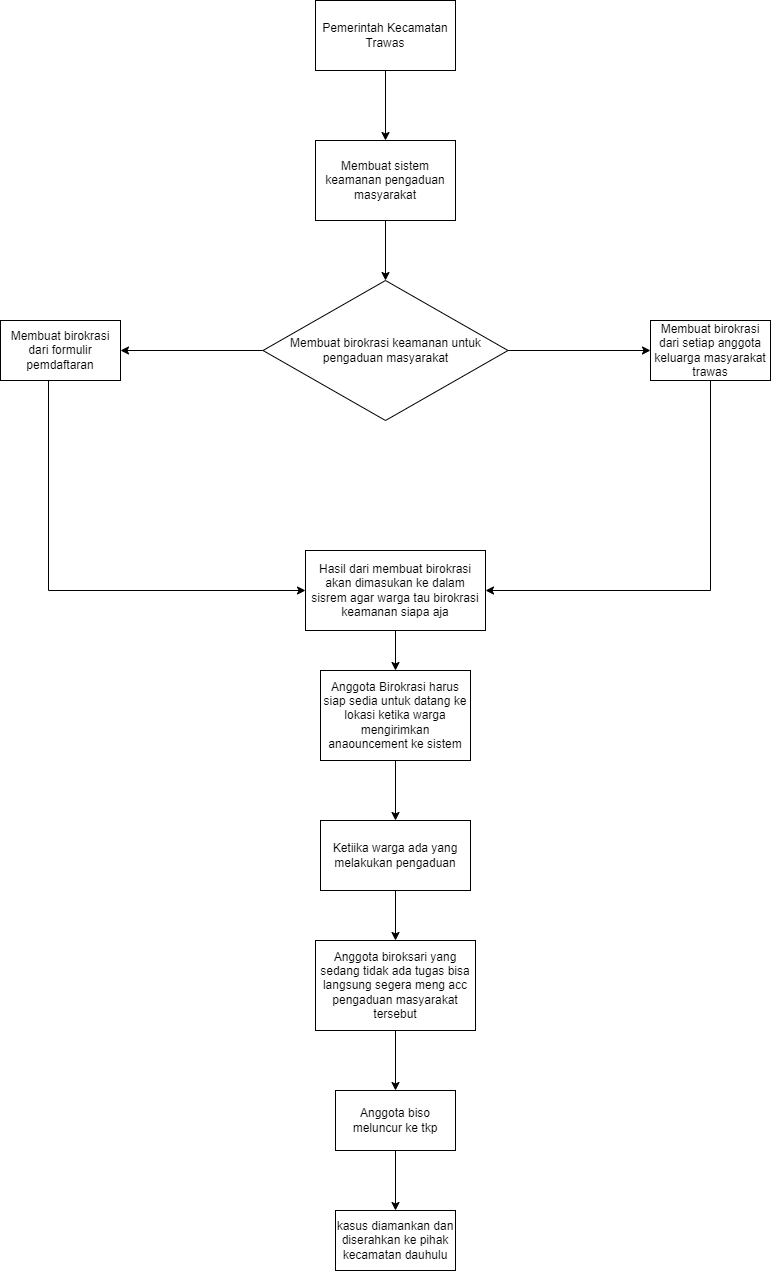 Pemerintah Kecamatan
Trawas
Membuat sistem
keamanan pengaduan
masyarakat
Membuat birokrasi keamanan untuk
pengaduan masyarakat
Membuat birokrasi
dari formulir
pemdaftaran
Membuat birokrasi
dari setiap anggota
keluarga masyarakat
trawas
Hasil dari membuat birokrasi
akan dimasukan ke dalam
sisrem agar warga tau birokrasi
keamanan siapa aja
Anggota Birokrasi harus
siap sedia untuk datang ke
lokasi ketika warga
mengirimkan
anaouncement ke sistem
Ketiika warga ada yang
melakukan pengaduan
Anggota biroksari yang
sedang tidak ada tugas bisa
langsung segera meng acc
pengaduan masyarakat
tersebut
Anggota biso
meluncur ke tkp
kasus diamankan dan
diserahkan ke pihak
kecamatan dauhulu